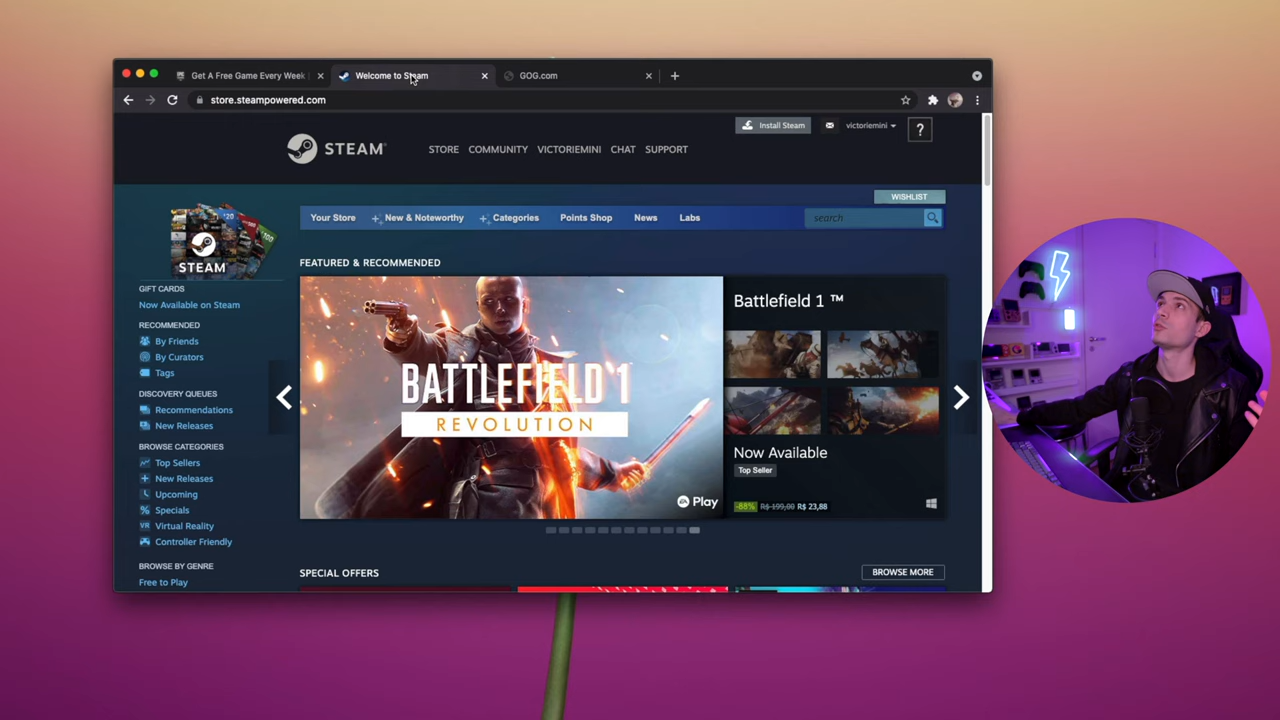 Get A Free Game Every Week
Welcome to Steam
GOG.com
store.steampowered.com
Install Steam
victoriemini
?
STEAM
STORE
COMMUNITY
VICTORIEMINI
CHAT
SUPPORT
WISHLIST
STEAM
Your Store
New & Noteworthy
Categories
Points Shop
News
Labs
search
GIFT CARDS
Now Available on Steam
RECOMMENDED
By Friends
By Curators
Tags
DISCOVERY QUEUES
Recommendations
New Releases
BROWSE CATEGORIES
Top Sellers
New Releases
Upcoming
Specials
VR Virtual Reality
Controller Friendly
BROWSE BY GENRE
Free to Play
FEATURED & RECOMMENDED
BATTLEFIELD 1
REVOLUTION
EA Play
Battlefield 1 ™
Now Available
Top Seller
-88% R$ 199,00 R$ 23,88
SPECIAL OFFERS
BROWSE MORE